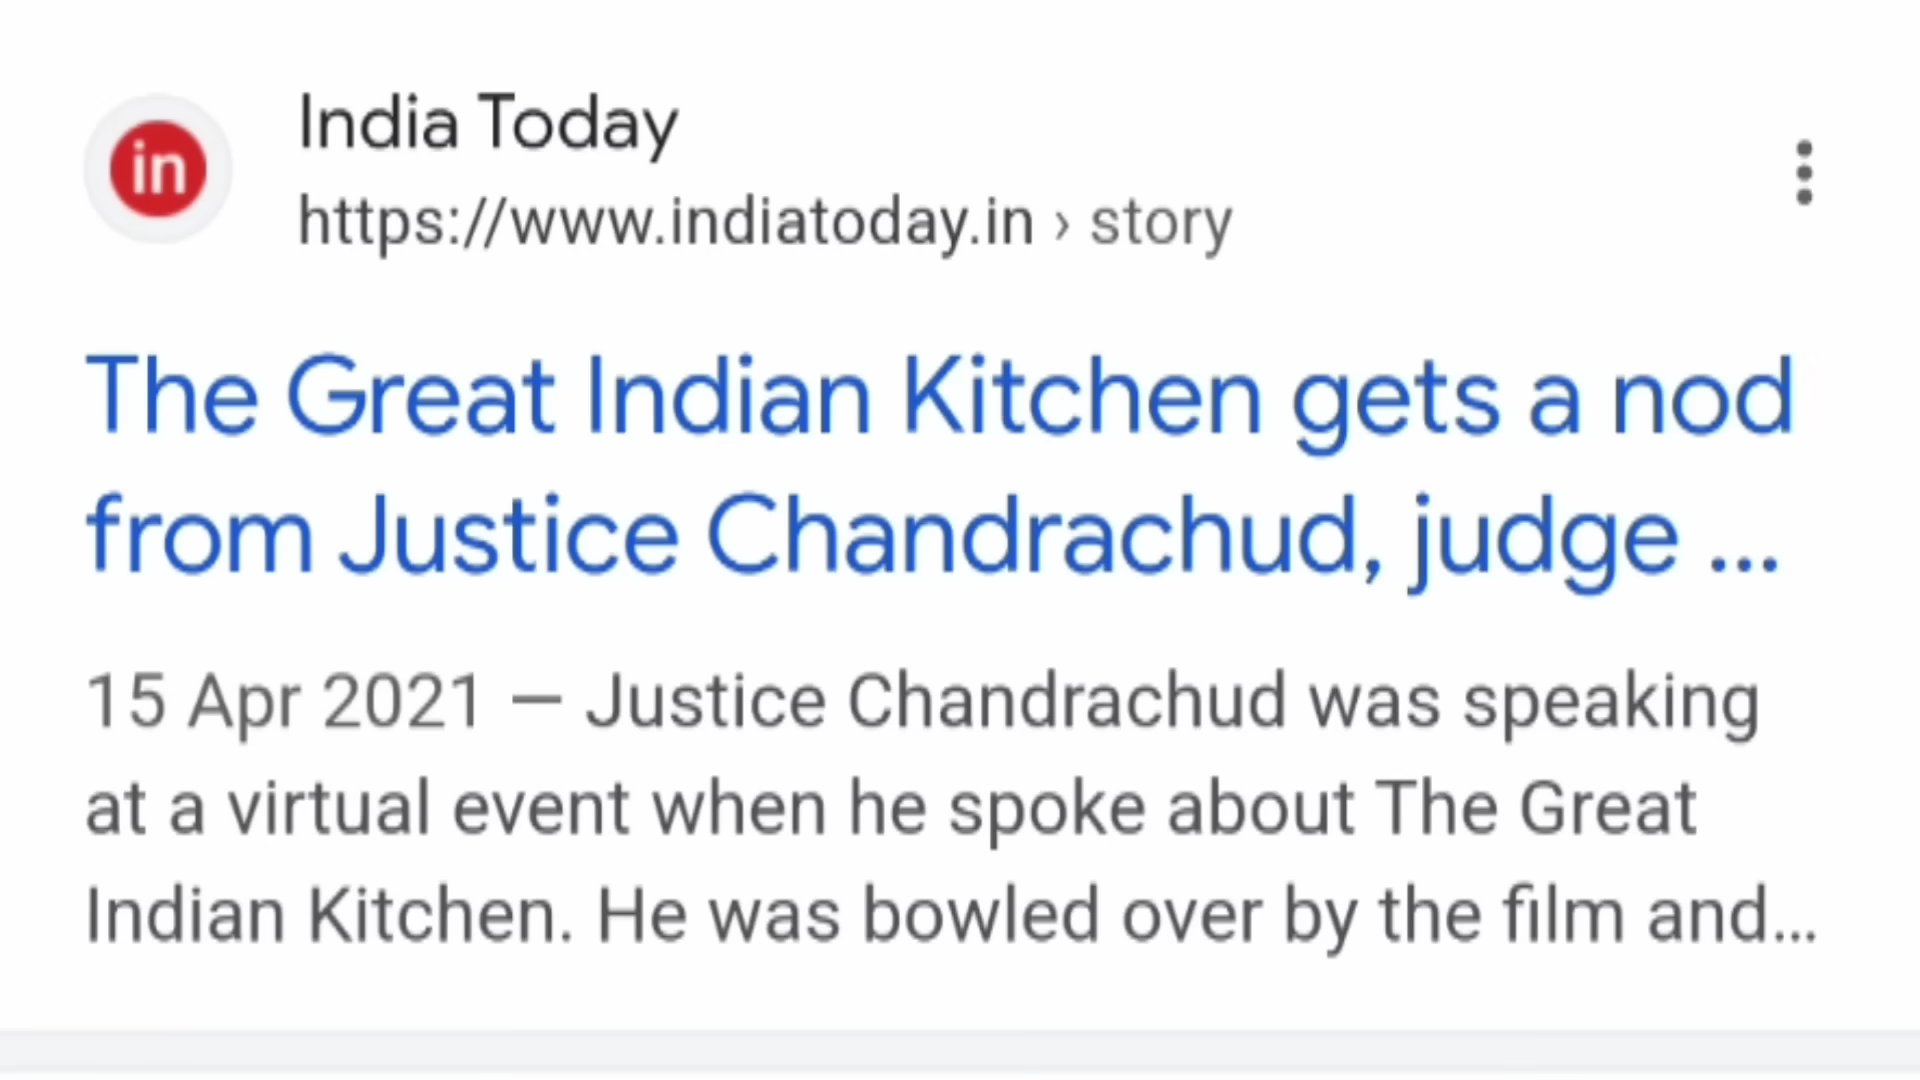 in
India Today
https://www.indiatoday.in › story
The Great Indian Kitchen gets a nod
from Justice Chandrachud, judge ...
15 Apr 2021 — Justice Chandrachud was speaking
at a virtual event when he spoke about The Great
Indian Kitchen. He was bowled over by the film and...